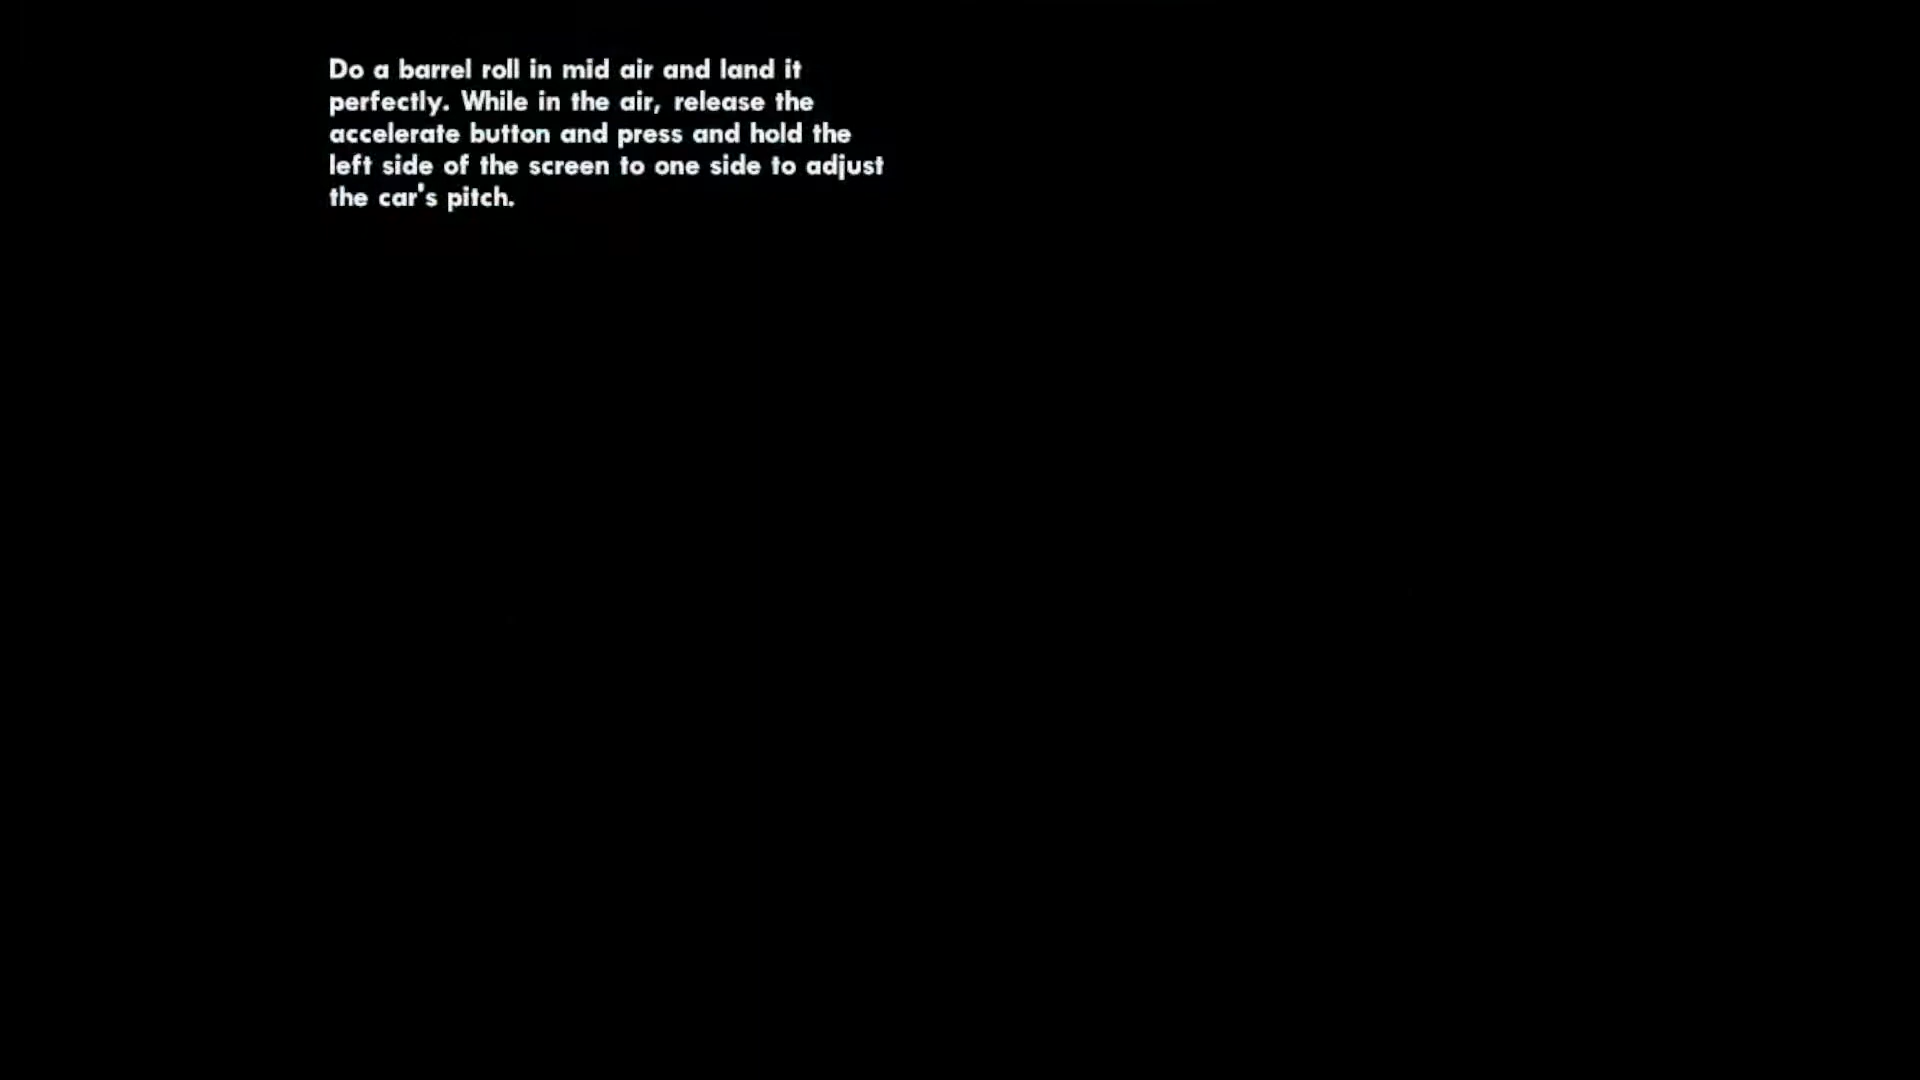 Do a barrel roll in mid air and land it
perfectly. While in the air, release the
accelerate button and press and hold the
left side of the screen to one side to adjust
the car's pitch.